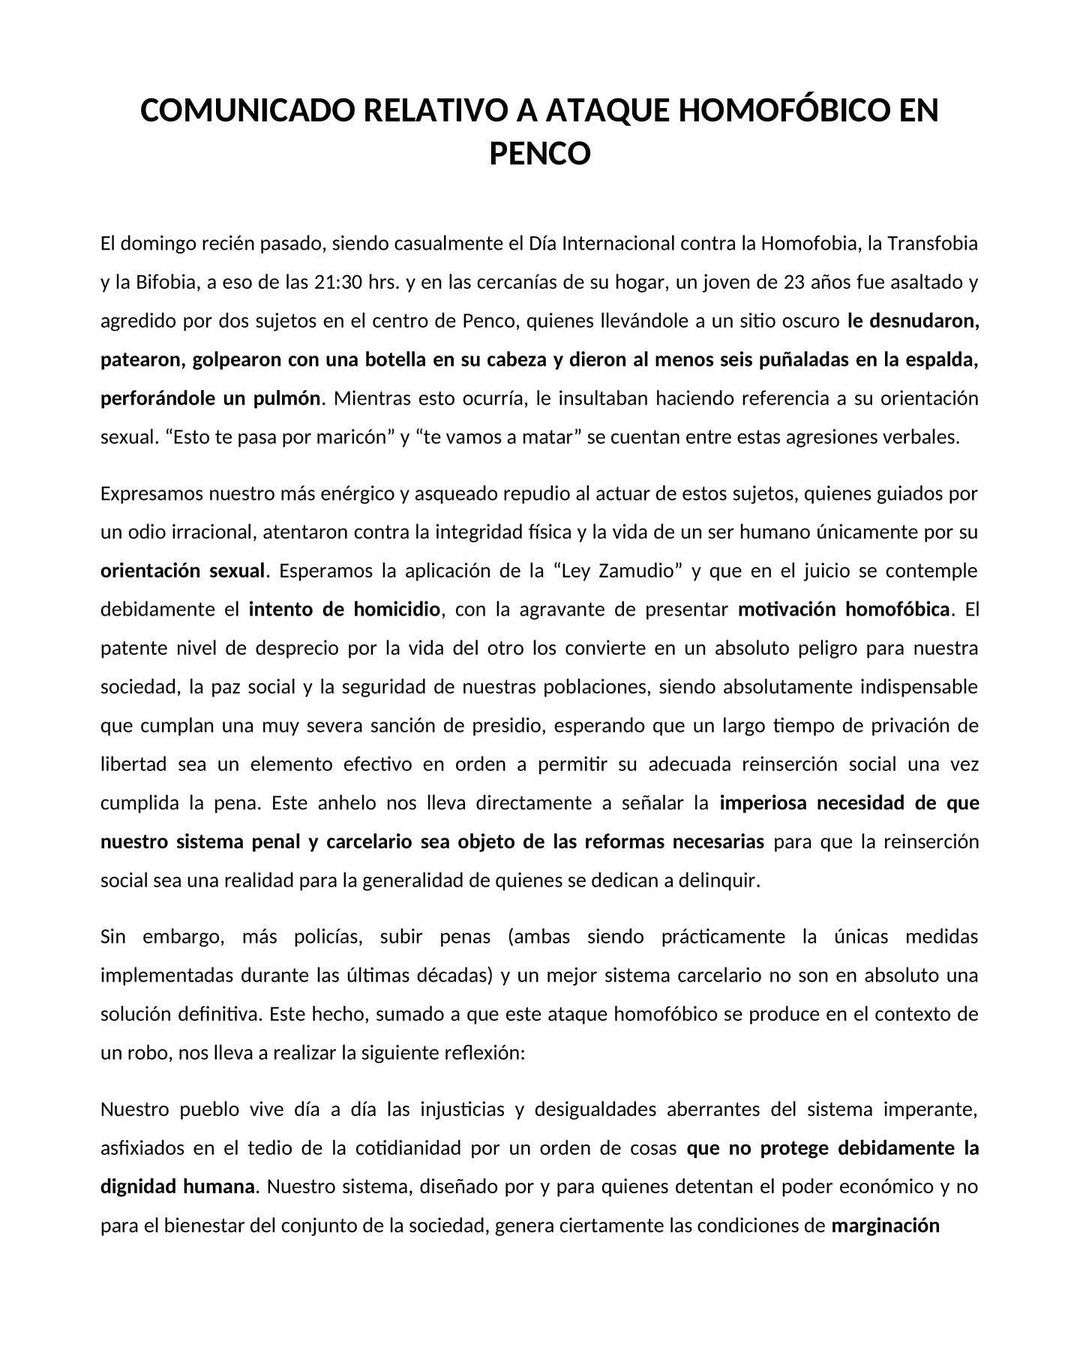 COMUNICADO RELATIVO A ATAQUE HOMOFÓBICO EN
PENCO
El domingo recién pasado, siendo casualmente el Día Internacional contra la Homofobia, la Transfobia
y la Bifobia, a eso de las 21:30 hrs. y en las cercanías de su hogar, un joven de 23 años fue asaltado y
agredido por dos sujetos en el centro de Penco, quienes llevándole a un sitio oscuro le desnudaron,
patearon, golpearon con una botella en su cabeza y dieron al menos seis puñaladas en la espalda,
perforándole un pulmón. Mientras esto ocurría, le insultaban haciendo referencia a su orientación
sexual. “Esto te pasa por maricón” y “te vamos a matar” se cuentan entre estas agresiones verbales.
Expresamos nuestro más enérgico y asqueado repudio al actuar de estos sujetos, quienes guiados por
un odio irracional, atentaron contra la integridad física y la vida de un ser humano únicamente por su
orientación sexual. Esperamos la aplicación de la “Ley Zamudio” y que en el juicio se contemple
debidamente el intento de homicidio, con la agravante de presentar motivación homofóbica. El
patente nivel de desprecio por la vida del otro los convierte en un absoluto peligro para nuestra
sociedad, la paz social y la seguridad de nuestras poblaciones, siendo absolutamente indispensable
que cumplan una muy severa sanción de presidio, esperando que un largo tiempo de privación de
libertad sea un elemento efectivo en orden a permitir su adecuada reinserción social una vez
cumplida la pena. Este anhelo nos lleva directamente a señalar la imperiosa necesidad de que
nuestro sistema penal y carcelario sea objeto de las reformas necesarias para que la reinserción
social sea una realidad para la generalidad de quienes se dedican a delinquir.
Sin embargo, más policías, subir penas (ambas siendo prácticamente la únicas medidas
implementadas durante las últimas décadas) y un mejor sistema carcelario no son en absoluto una
solución definitiva. Este hecho, sumado a que este ataque homofóbico se produce en el contexto de
un robo, nos lleva a realizar la siguiente reflexión:
Nuestro pueblo vive día a día las injusticias y desigualdades aberrantes del sistema imperante,
asfixiados en el tedio de la cotidianidad por un orden de cosas que no protege debidamente la
dignidad humana. Nuestro sistema, diseñado por y para quienes detentan el poder económico y no
para el bienestar del conjunto de la sociedad, genera ciertamente las condiciones de marginación